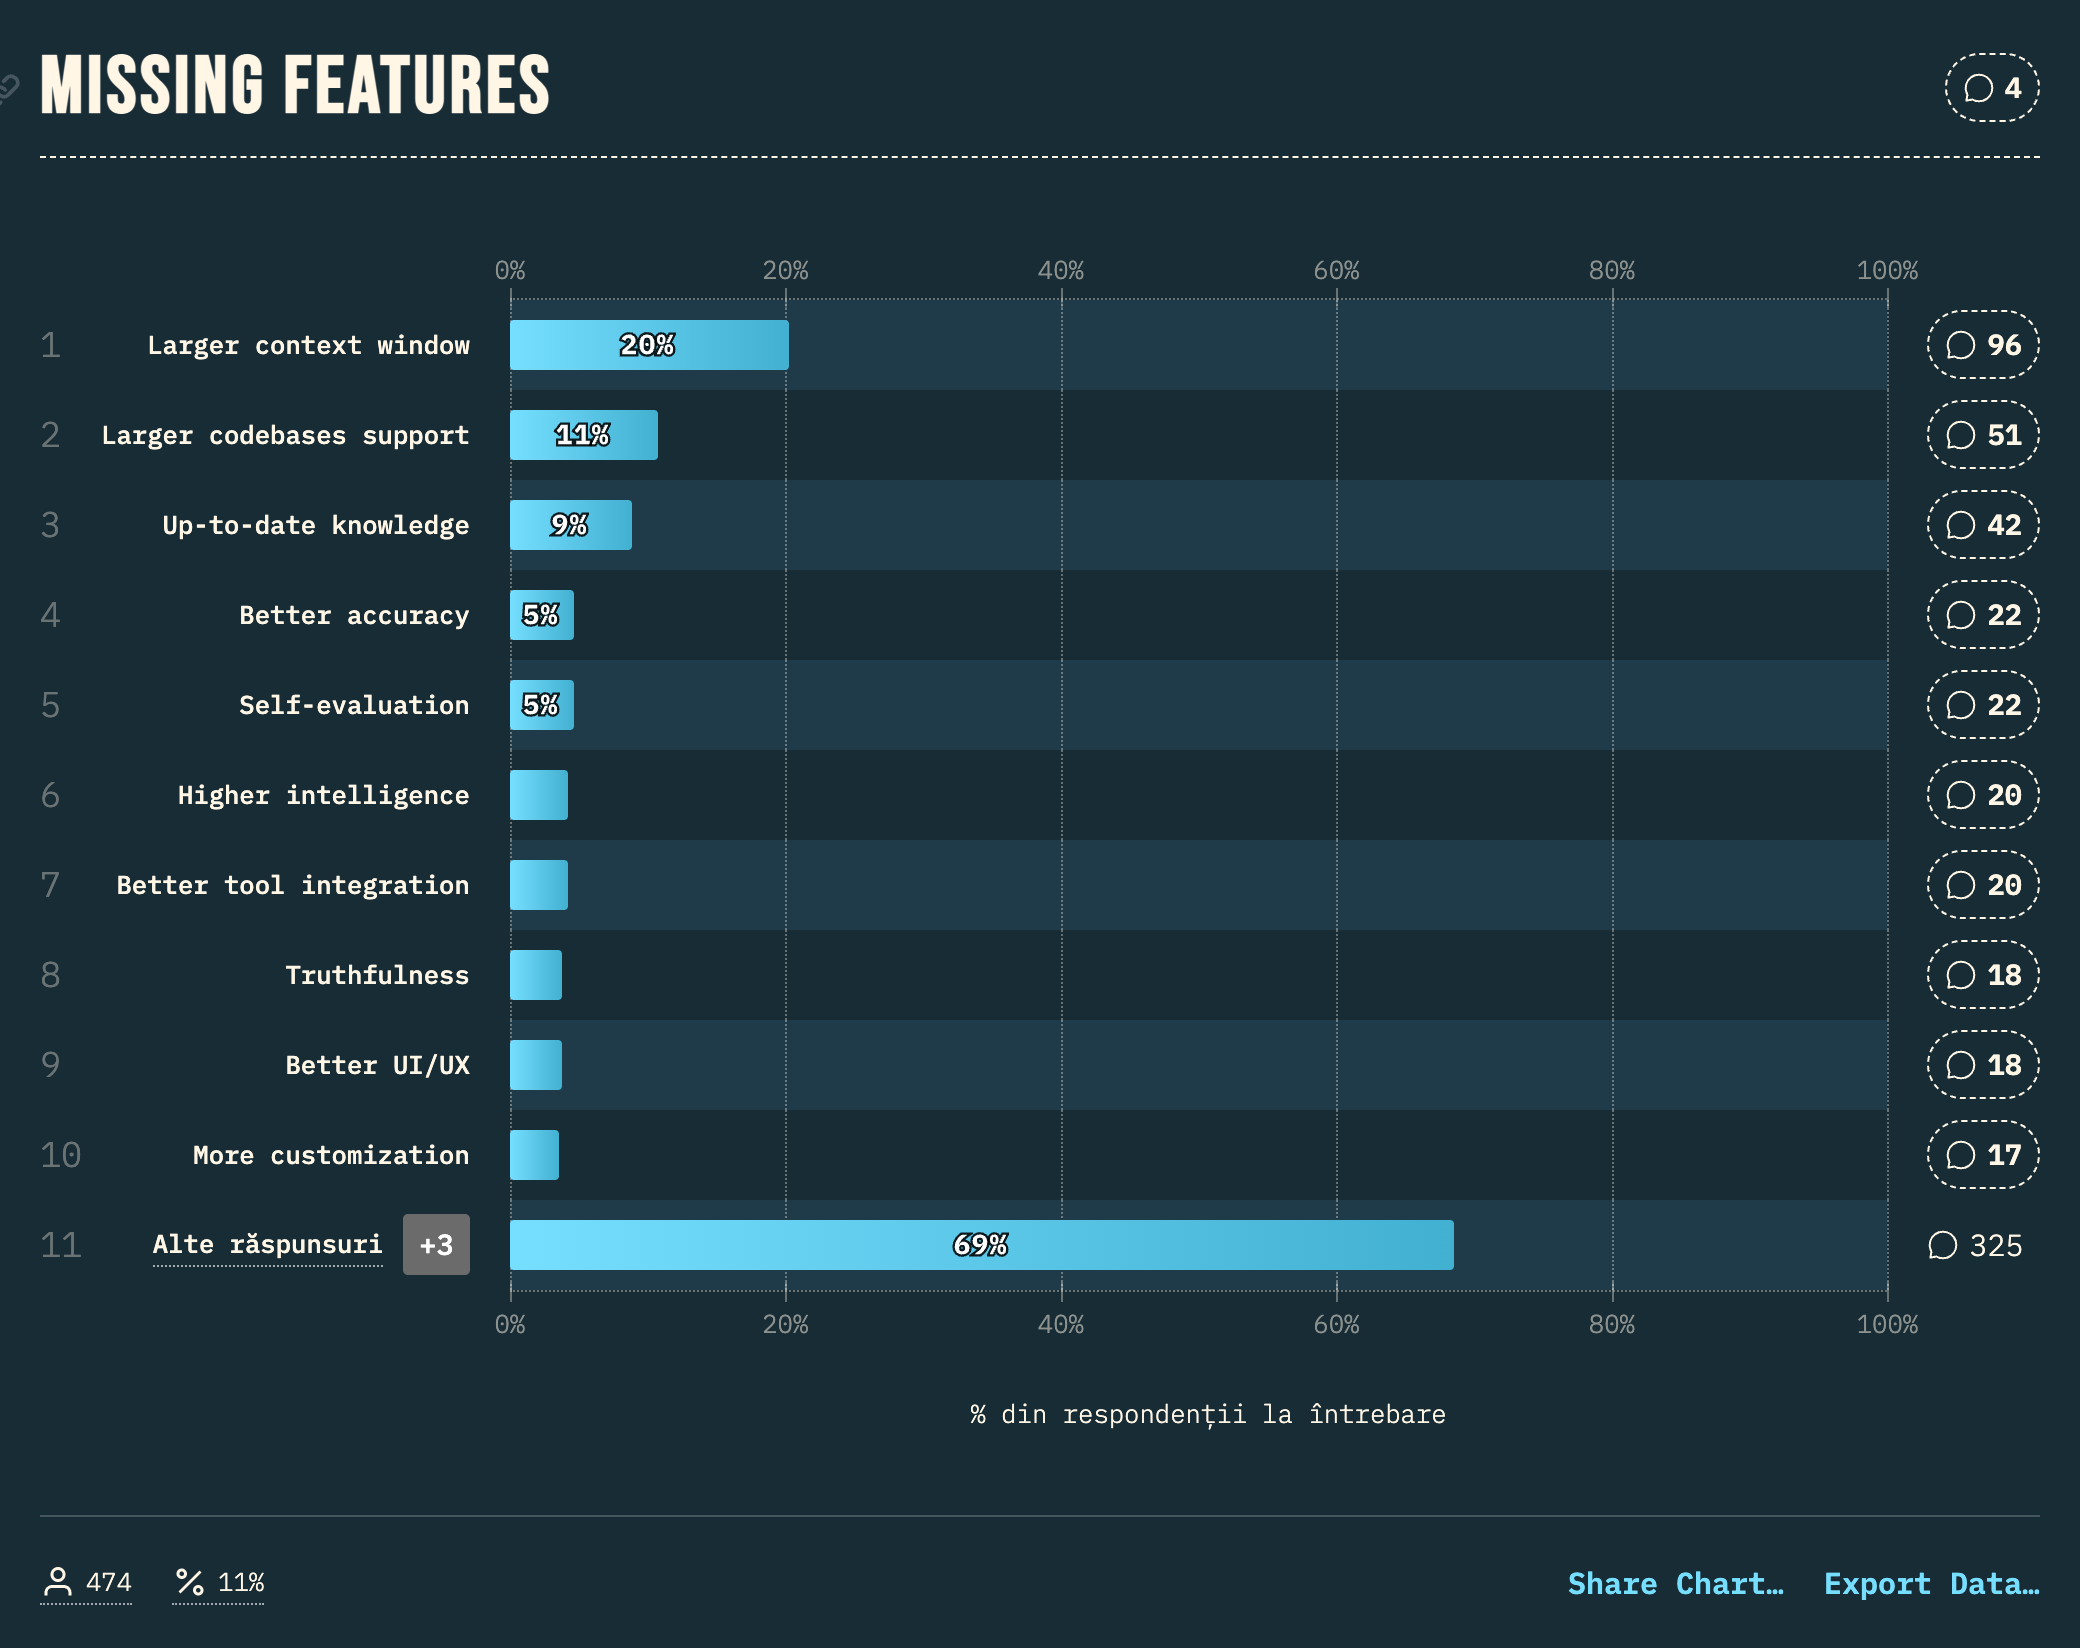 MISSING FEATURES
4
0% 20% 40% 60% 80% 100%
1 Larger context window 20% 96
2 Larger codebases support 11% 51
3 Up-to-date knowledge 9% 42
4 Better accuracy 5% 22
5 Self-evaluation 5% 22
6 Higher intelligence 20
7 Better tool integration 20
8 Truthfulness 18
9 Better UI/UX 18
10 More customization 17
11 Alte răspunsuri +3 69% 325
0% 20% 40% 60% 80% 100%
% din respondenții la întrebare
474 % 11% Share Chart… Export Data…